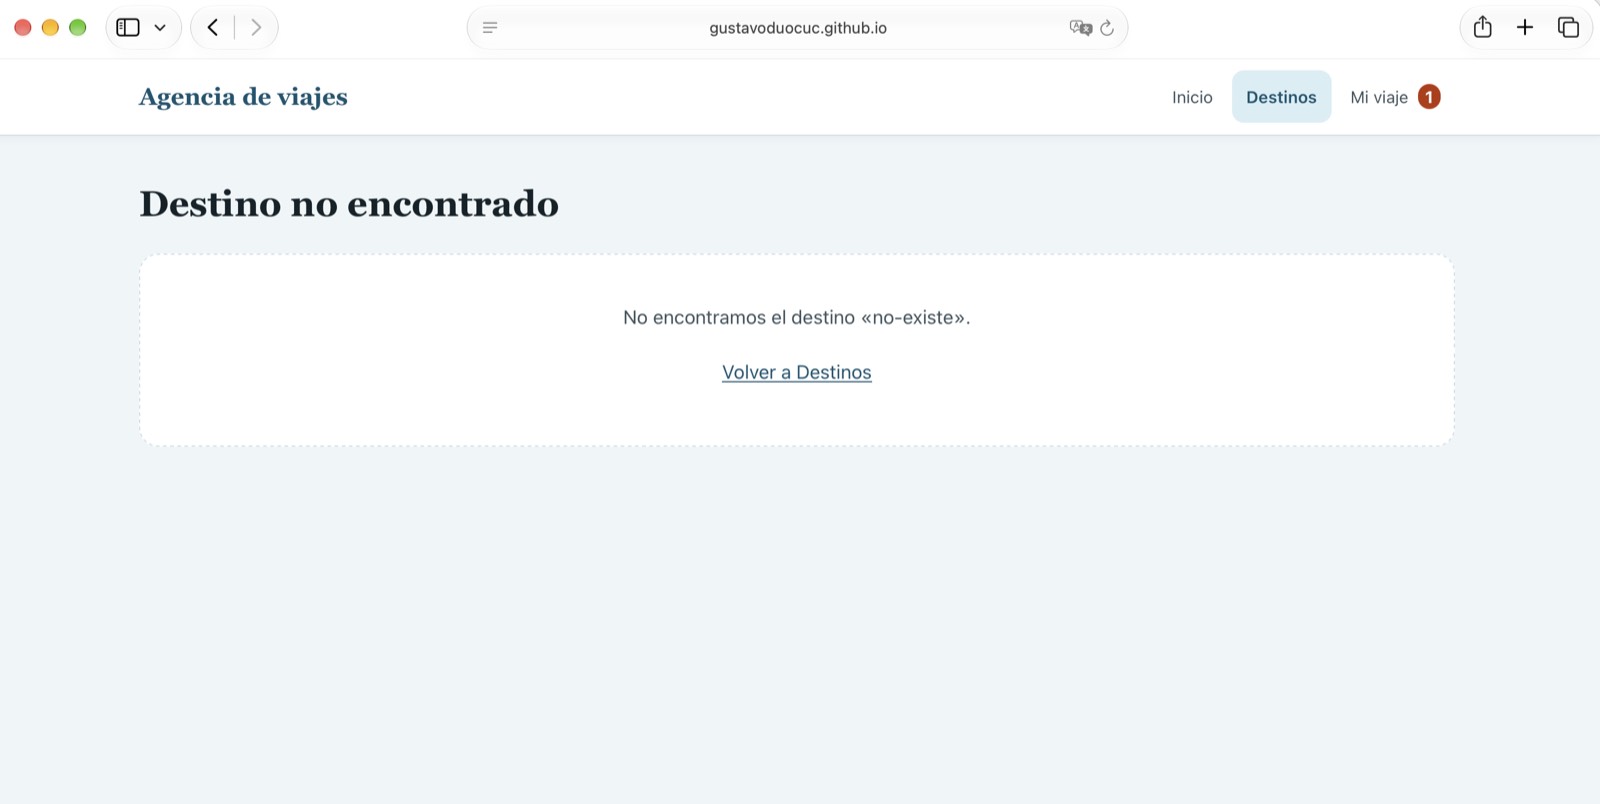 gustavoduocuc.github.io
Agencia de viajes
Inicio
Destinos
Mi viaje 1
Destino no encontrado
No encontramos el destino «no-existe».
Volver a Destinos